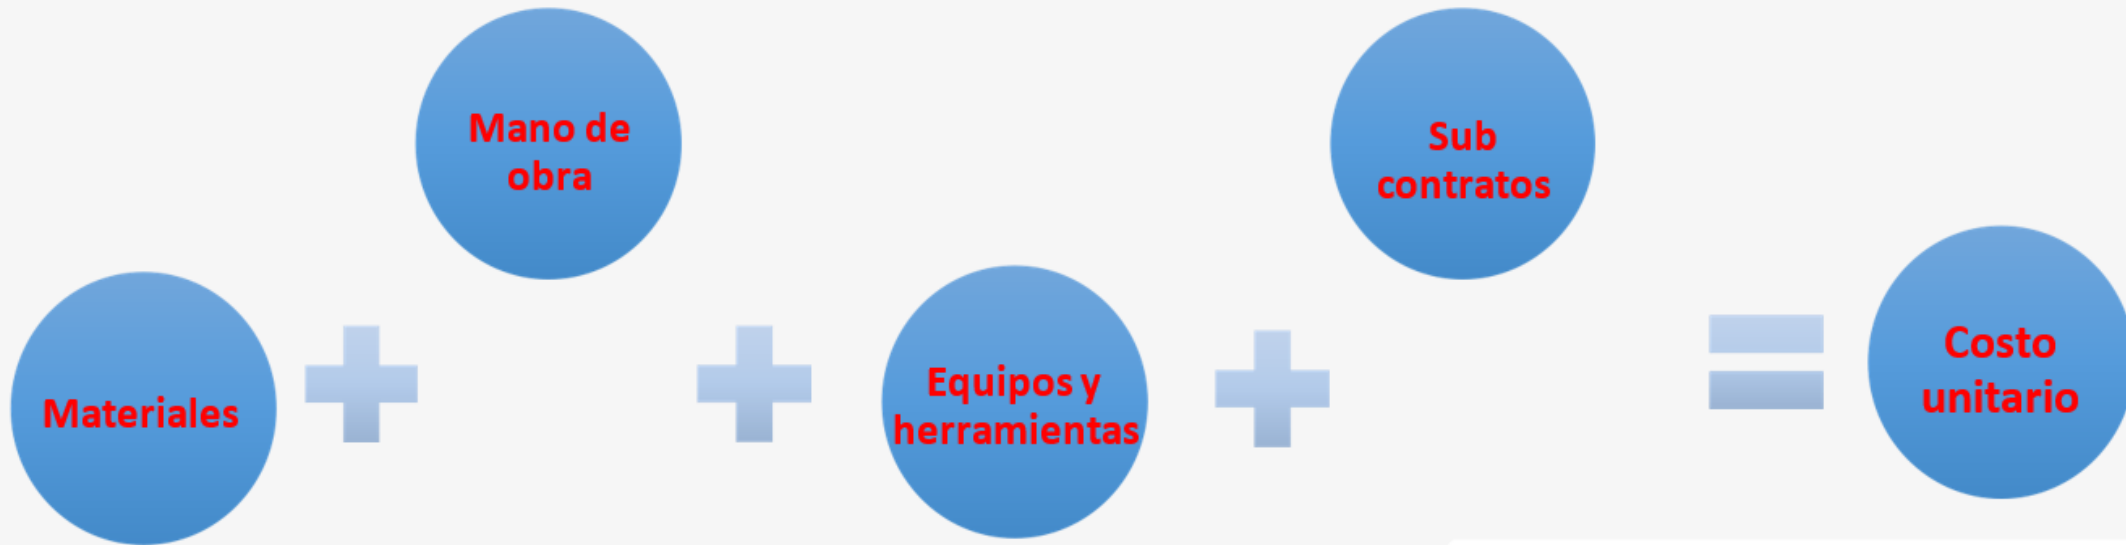 Materiales
Mano de
obra
Equipos y
herramientas
Sub
contratos
Costo
unitario